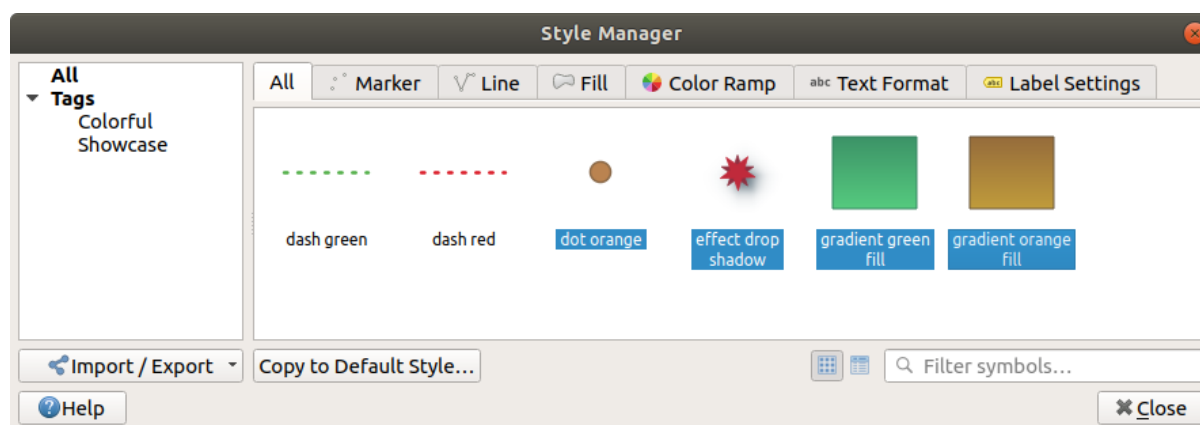 Style Manager
All
Tags
Colorful
Showcase
All
Marker
Line
Fill
Color Ramp
abc Text Format
abc Label Settings
dash green
dash red
dot orange
effect drop
shadow
gradient green
fill
gradient orange
fill
Import / Export
Copy to Default Style...
Filter symbols...
?Help
Close